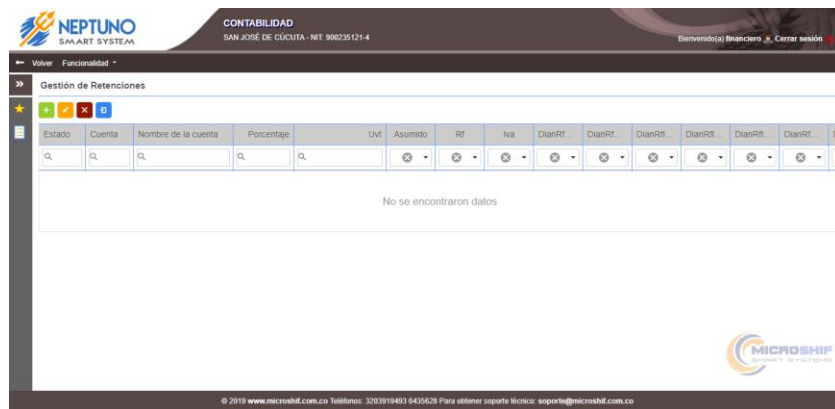 NEPTUNO
SMART SYSTEM
CONTABILIDAD
SAN JOSÉ DE CÚCUTA - NIT: 900235121-4
Bienvenido(a) financiero Cerrar sesión
Volver Funcionalidad
Gestión de Retenciones
Estado Cuenta Nombre de la cuenta Porcentaje Uvt Asumido Rf Iva DianRf... DianRf... DianRfl... DianRfl... DianRfl... DianRf...
No se encontraron datos
MICROSHIF
SMART SYSTEMS
© 2019 www.microshif.com.co Teléfonos: 3203919493 6435628 Para obtener soporte técnico: soporte@microshif.com.co